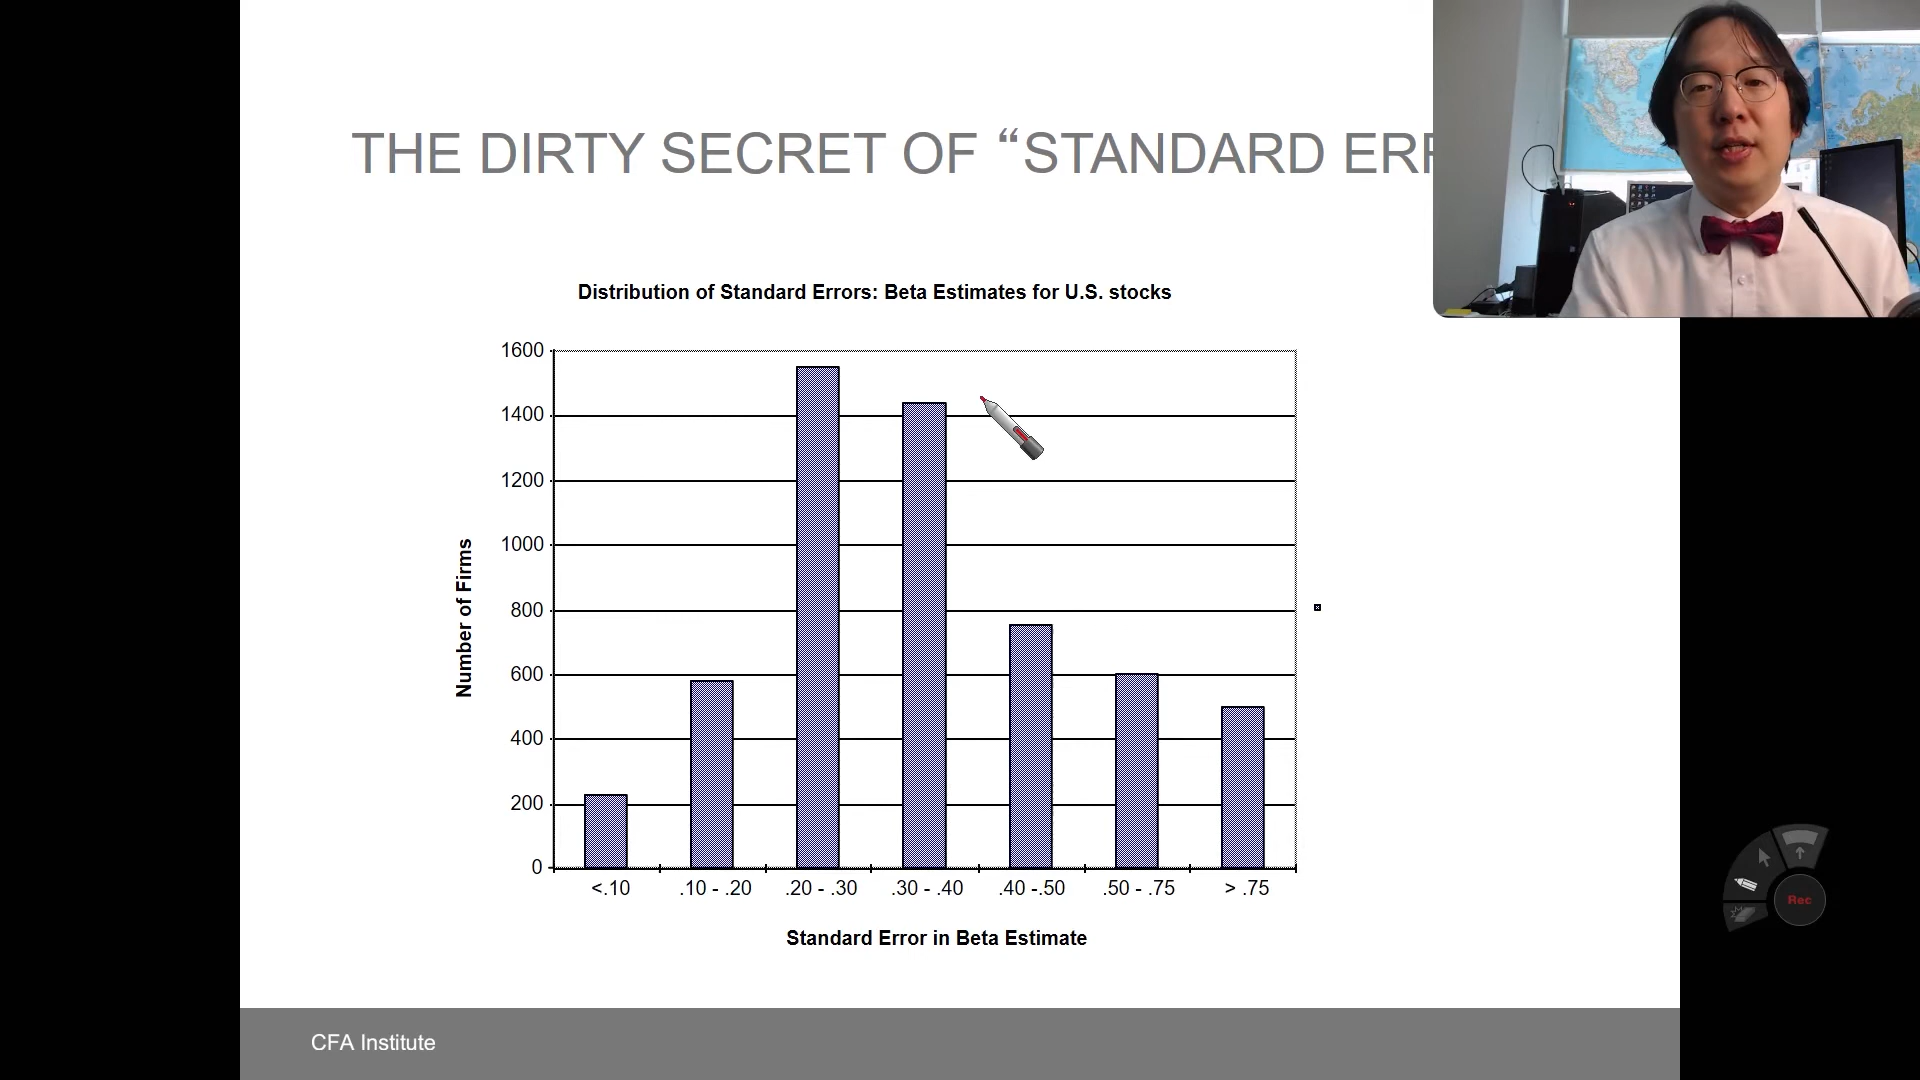 THE DIRTY SECRET OF “STANDARD ERR
Distribution of Standard Errors: Beta Estimates for U.S. stocks
1600
1400
1200
1000
800
600
400
200
0
Number of Firms
<.10 .10 - .20 .20 - .30 .30 - .40 .40 -.50 .50 - .75 > .75
Standard Error in Beta Estimate
Rec
CFA Institute